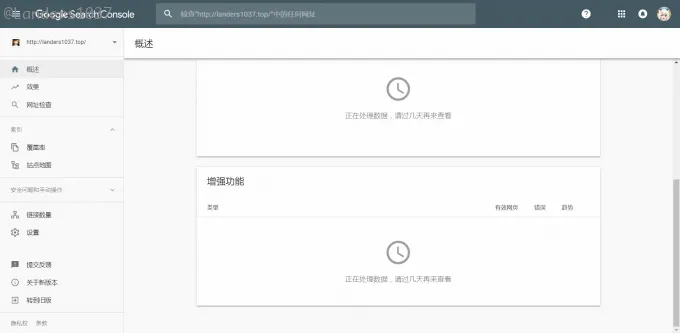 @Landers1037
Google Search Console
检查"http://landers1037.top/"中的任何网址
http://landers1037.top/
概述
概述
效果
网址检查
索引
覆盖率
站点地图
安全问题和手动操作
链接数量
设置
提交反馈
关于新版本
转到旧版
隐私权 条款
正在处理数据，请过几天再来查看
增强功能
类型 有效网页 错误 趋势
正在处理数据，请过几天再来查看